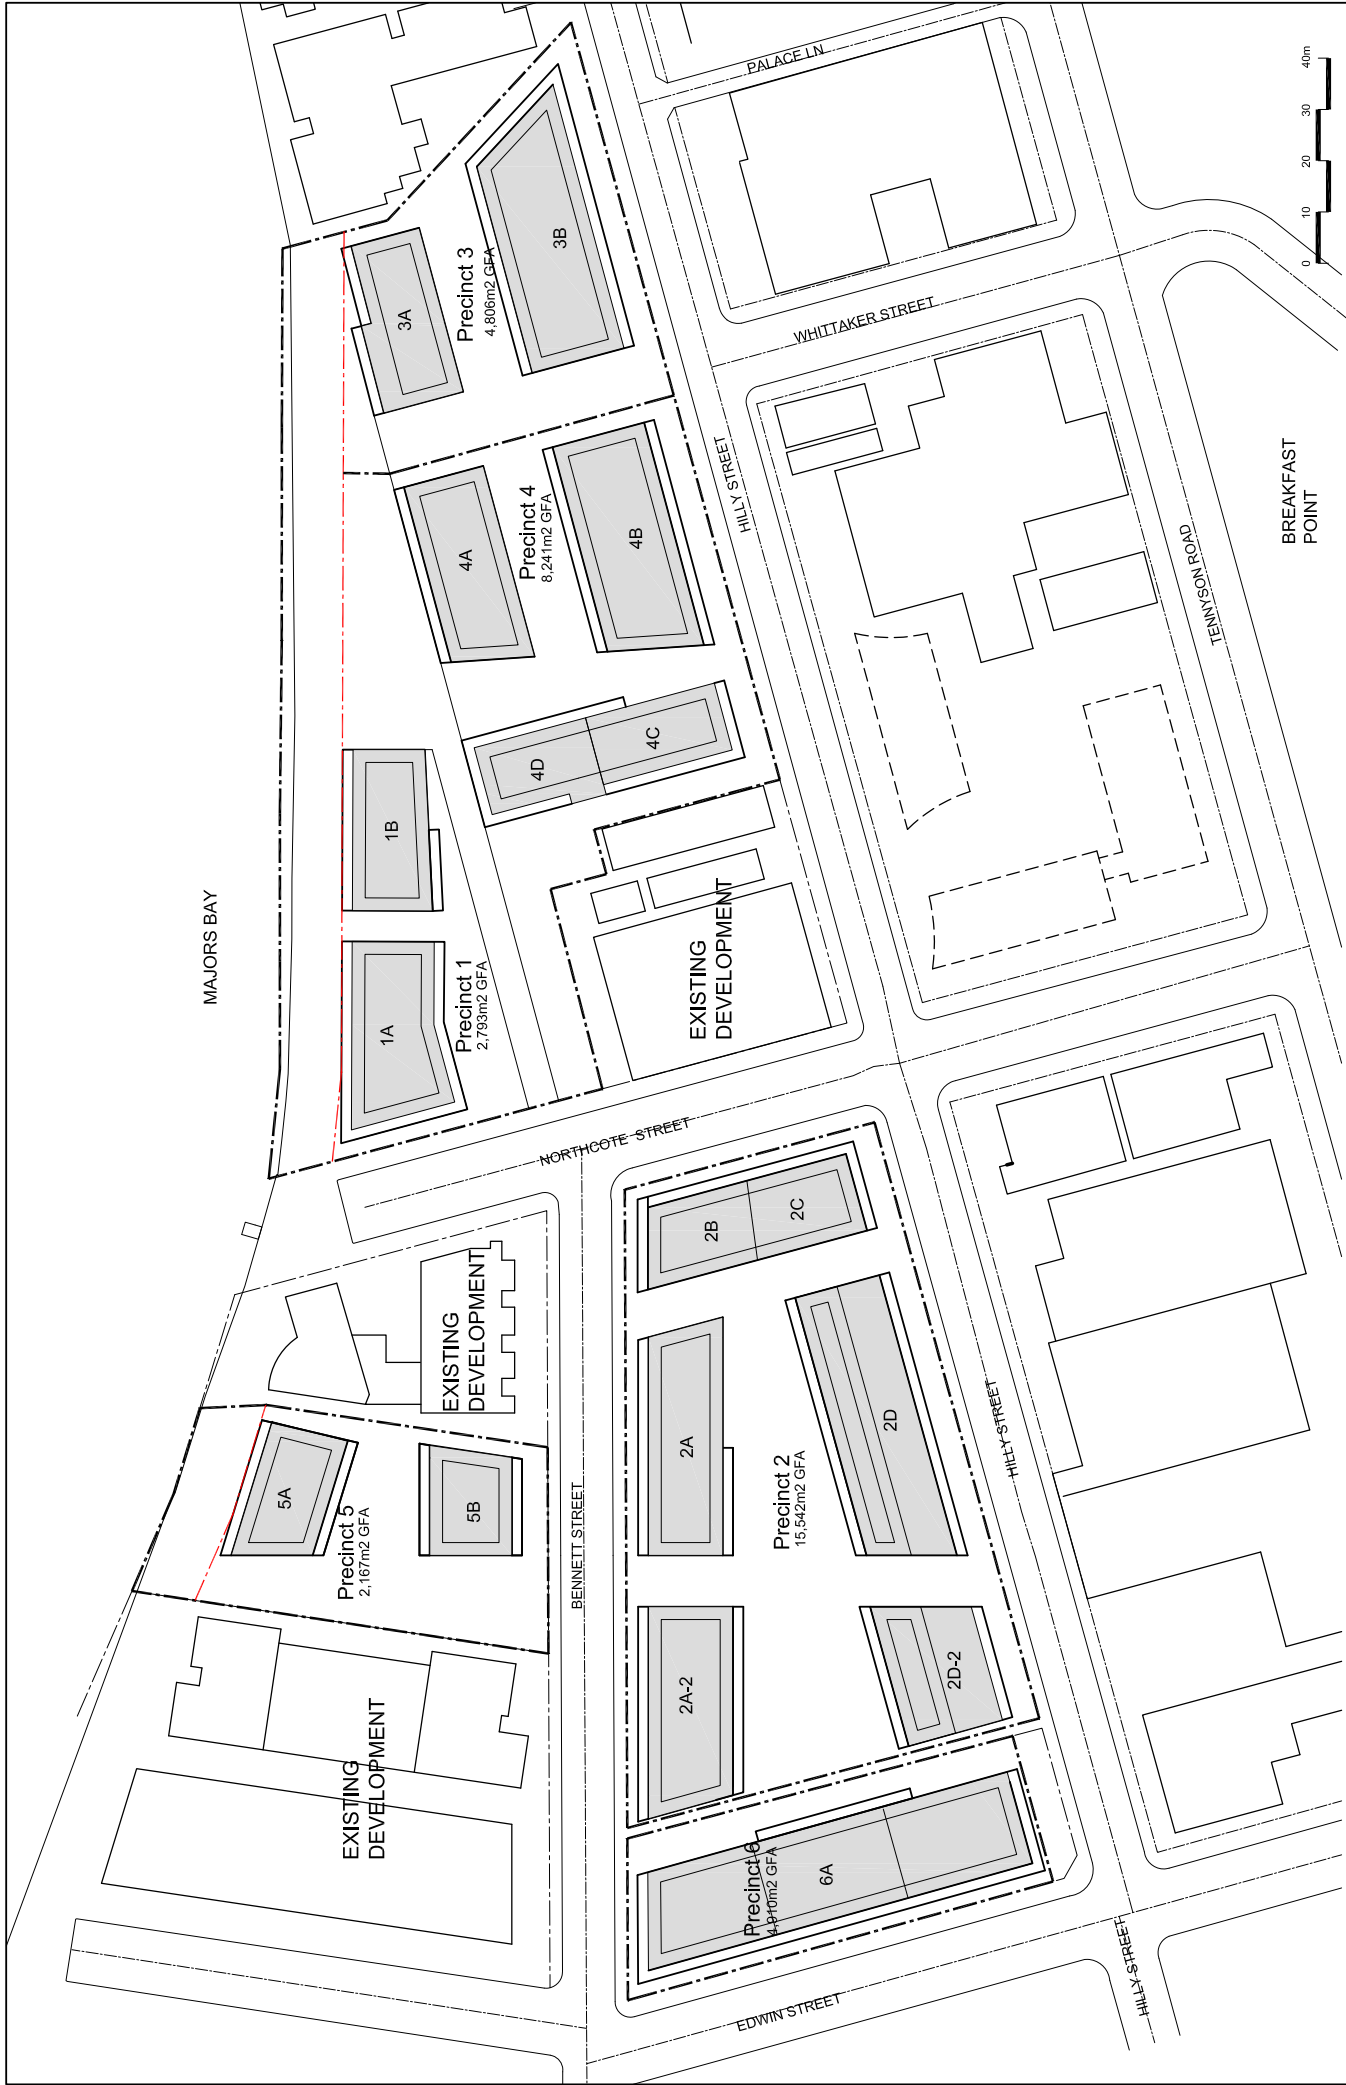 MAJORS BAY
5A
Precinct 5
2,167m2 GFA
5B
EXISTING
DEVELOPMENT
EXISTING
DEVELOPMENT
1A
Precinct 1
2,793m2 GFA
1B
3A
Precinct 3
4,806m2 GFA
3B
4A
Precinct 4
8,241m2 GFA
4B
4D
4C
EXISTING
DEVELOPMENT
NORTHCOTE STREET
BENNETT STREET
2B
2C
2A
2D
Precinct 2
15,542m2 GFA
2A-2
2D-2
Precinct 6
4,910m2 GFA
6A
EDWIN STREET
HILLY STREET
HILLY STREET
HILLY STREET
PALACE LN
WHITTAKER STREET
TENNYSON ROAD
BREAKFAST
POINT
0 10 20 30 40m